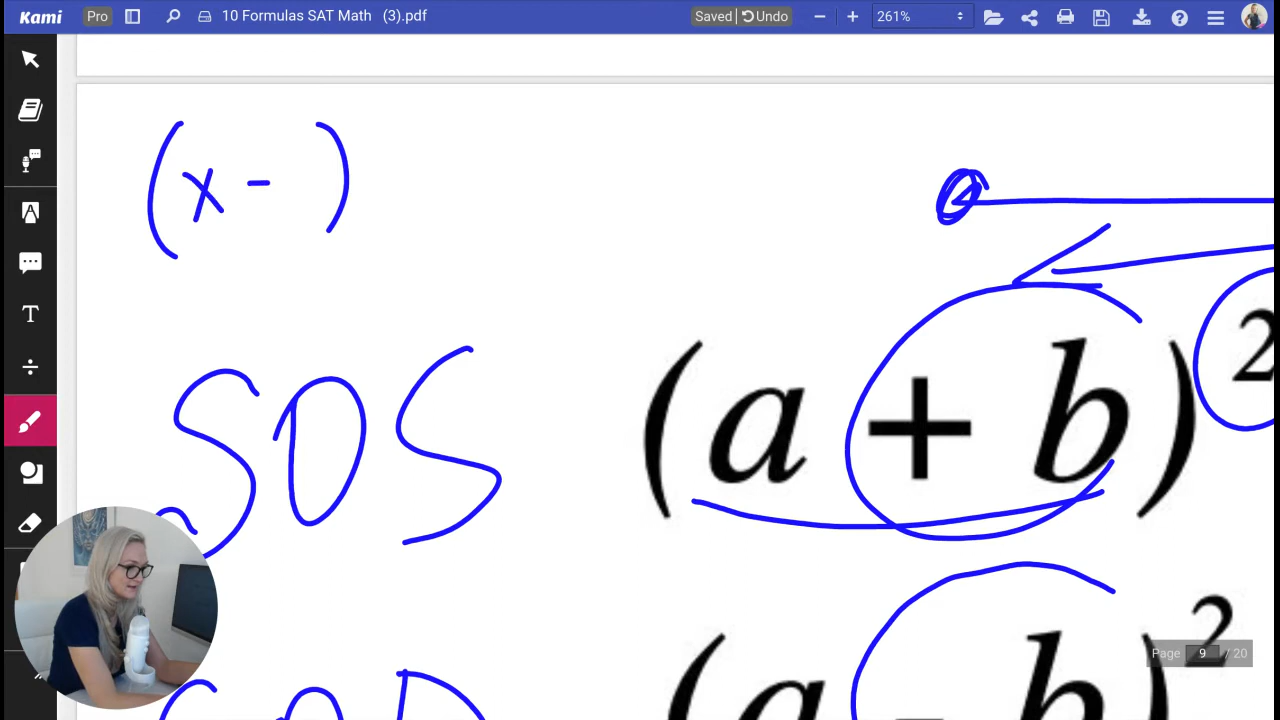 Kami Pro 10 Formulas SAT Math (3).pdf Saved Undo 261%
(x - )
SOS (a + b)²
(a - b)²
Page 9 / 20